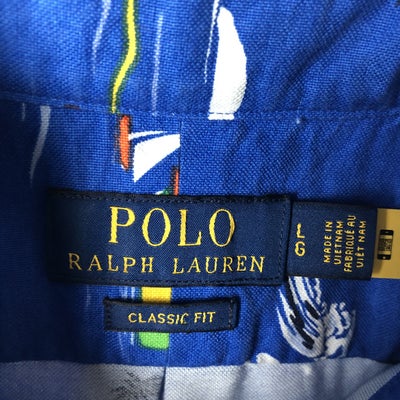 POLO
RALPH LAUREN
CLASSIC FIT
L
G
MADE IN
VIETNAM
FABRIQUÉ AU
VIÊT NAM